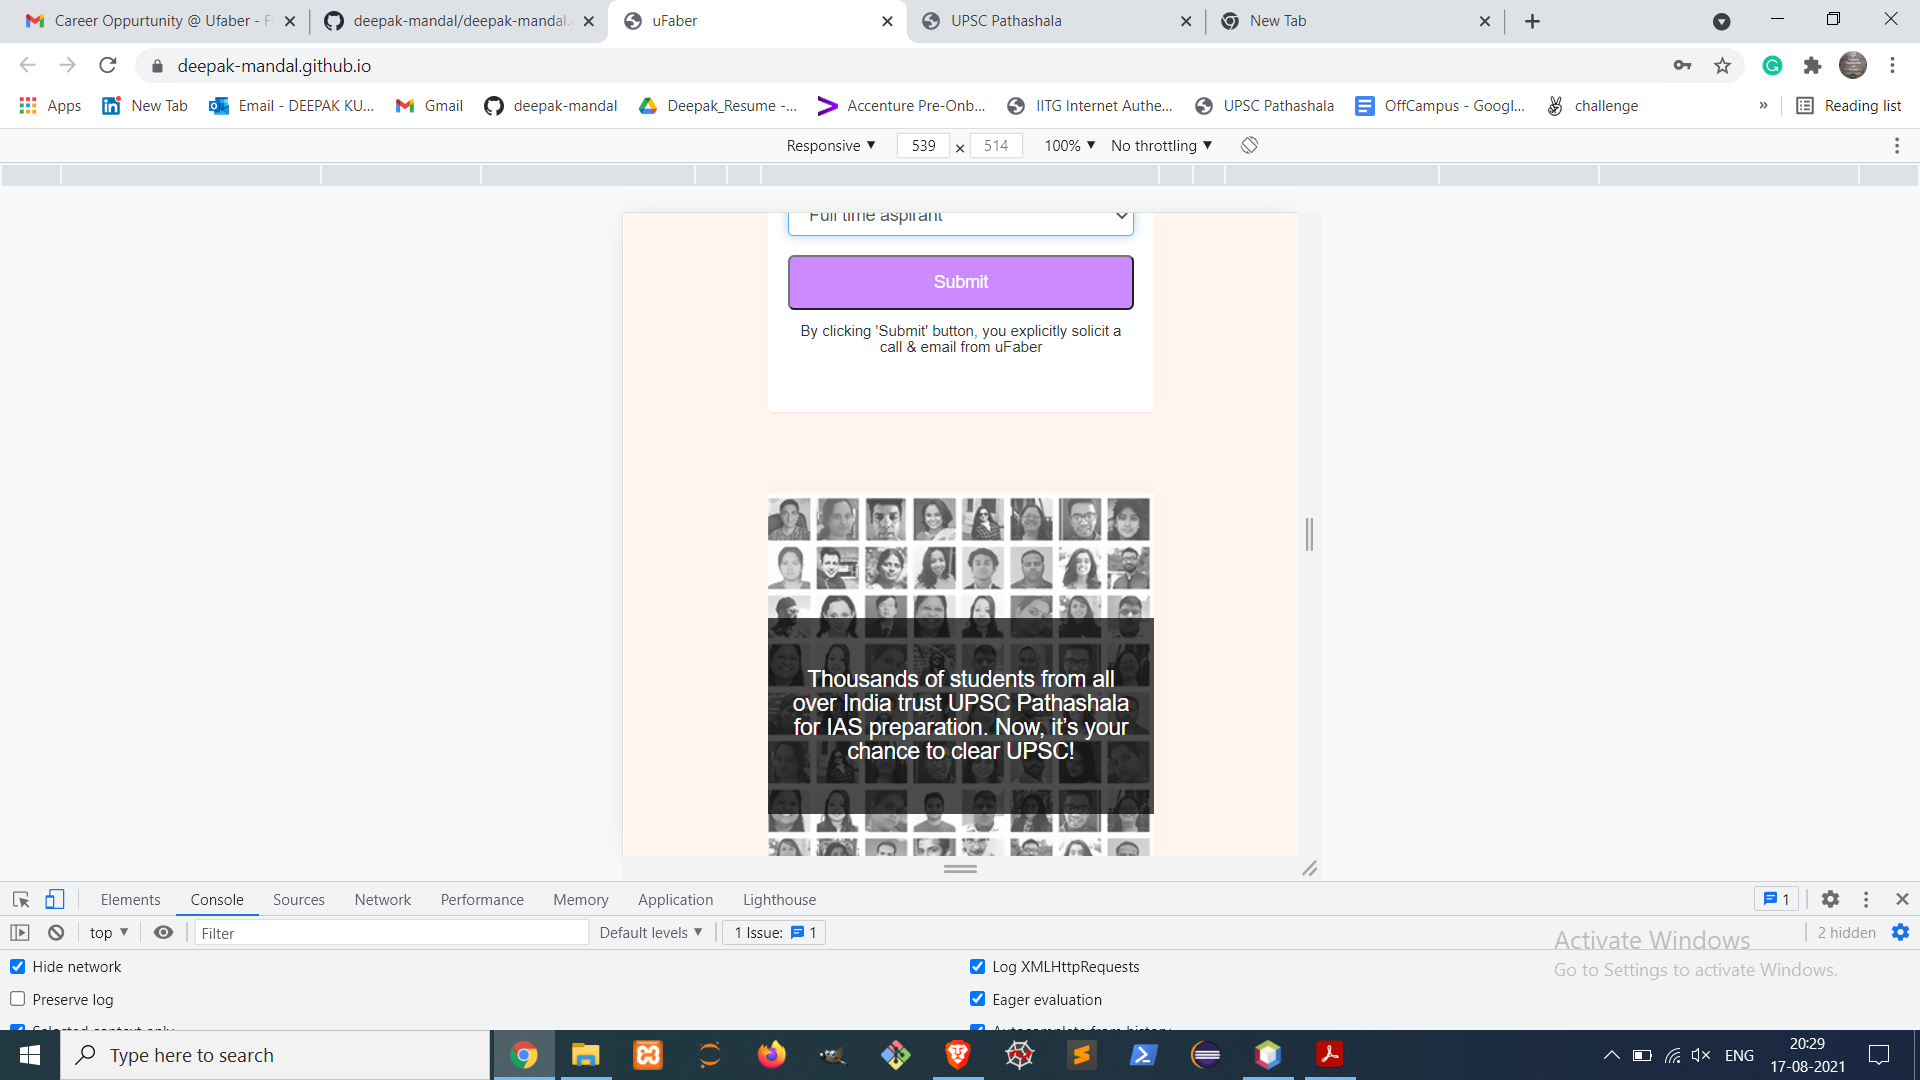 Career Oppurtunity @ Ufaber - F
deepak-mandal/deepak-mandal.
uFaber
UPSC Pathashala
New Tab
deepak-mandal.github.io
Apps
New Tab
Email - DEEPAK KU...
Gmail
deepak-mandal
Deepak_Resume -...
Accenture Pre-Onb...
IITG Internet Authe...
UPSC Pathashala
OffCampus - Googl...
challenge
»
Reading list
Responsive ▼
539 × 514
100% ▼
No throttling ▼
Full time aspirant
Submit
By clicking 'Submit' button, you explicitly solicit a
call & email from uFaber
Thousands of students from all
over India trust UPSC Pathashala
for IAS preparation. Now, it's your
chance to clear UPSC!
Elements
Console
Sources
Network
Performance
Memory
Application
Lighthouse
1
top ▼
Filter
Default levels ▼
1 Issue: 1
2 hidden
Activate Windows
Go to Settings to activate Windows.
Hide network
Log XMLHttpRequests
Preserve log
Eager evaluation
Selected context only
Autocomplete from history
Type here to search
ENG
20:29
17-08-2021